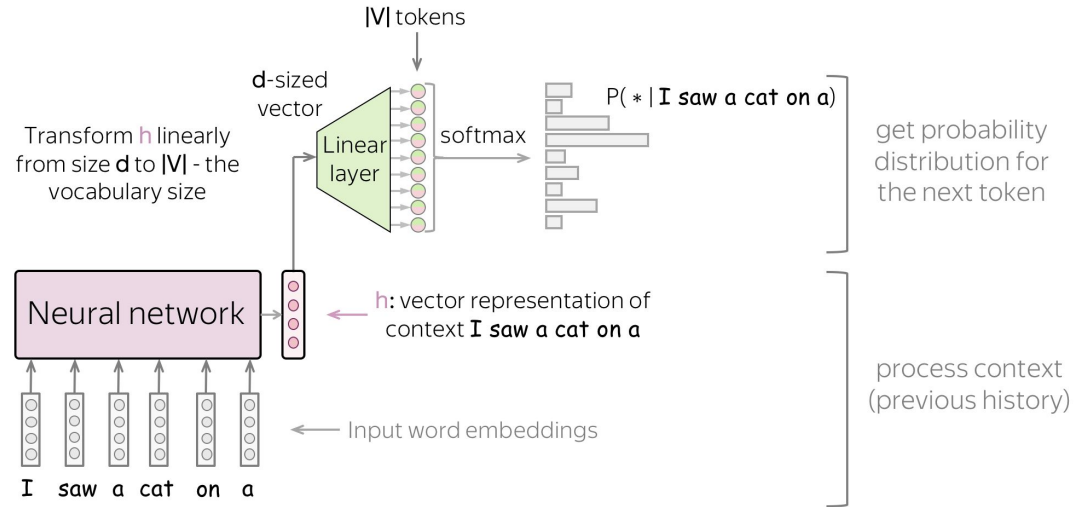 |V| tokens
d-sized
vector
Transform h linearly
from size d to |V| - the
vocabulary size
Linear
layer
softmax
P( * | I saw a cat on a)
get probability
distribution for
the next token
Neural network
h: vector representation of
context I saw a cat on a
process context
(previous history)
Input word embeddings
I saw a cat on a